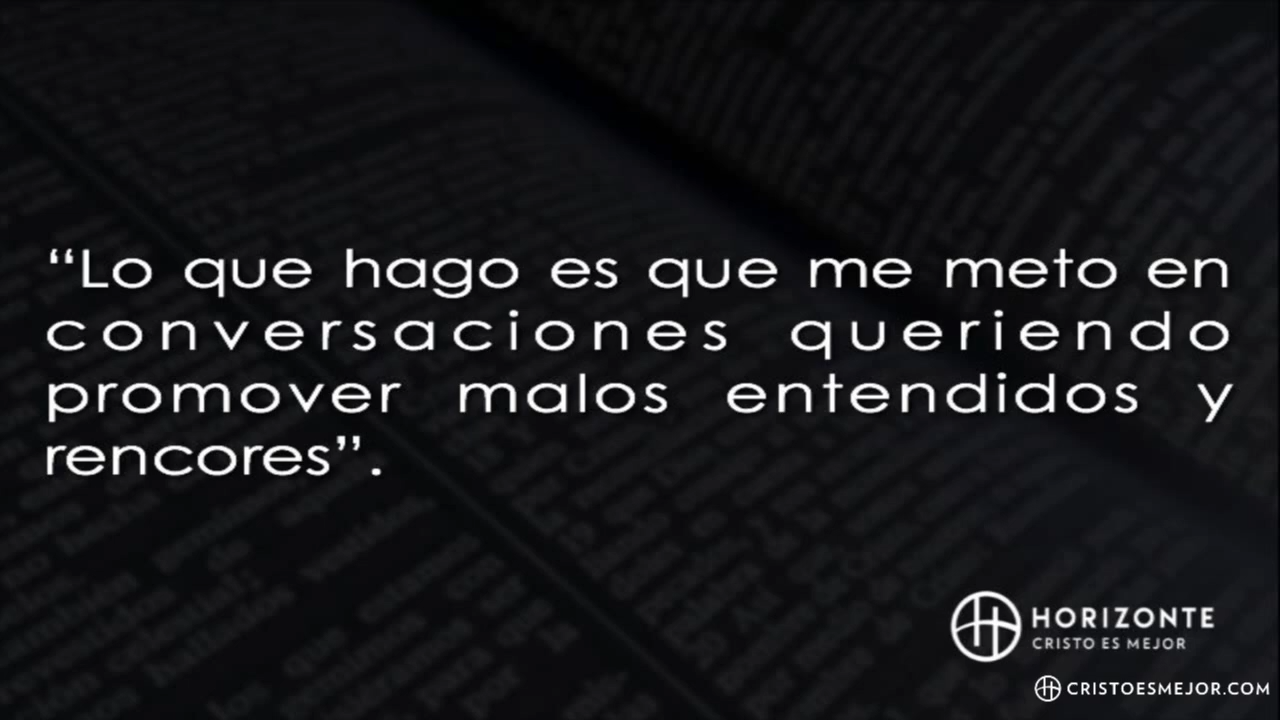 “Lo que hago es que me meto en
conversaciones queriendo
promover malos entendidos y
rencores”.
HORIZONTE
CRISTO ES MEJOR
CRISTOESMEJOR.COM